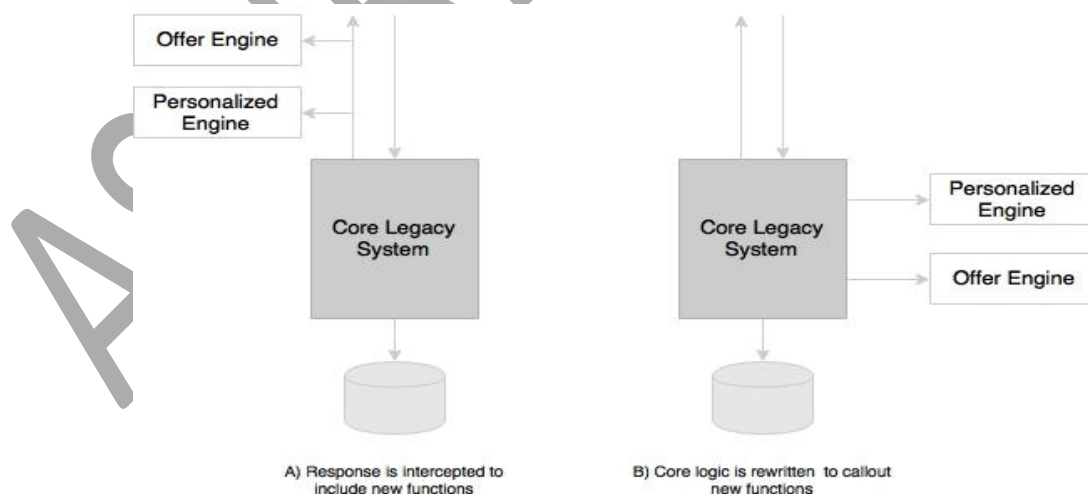 Offer Engine
Personalized
Engine
Core Legacy
System
A) Response is intercepted to
include new functions
Core Legacy
System
Personalized
Engine
Offer Engine
B) Core logic is rewritten to callout
new functions